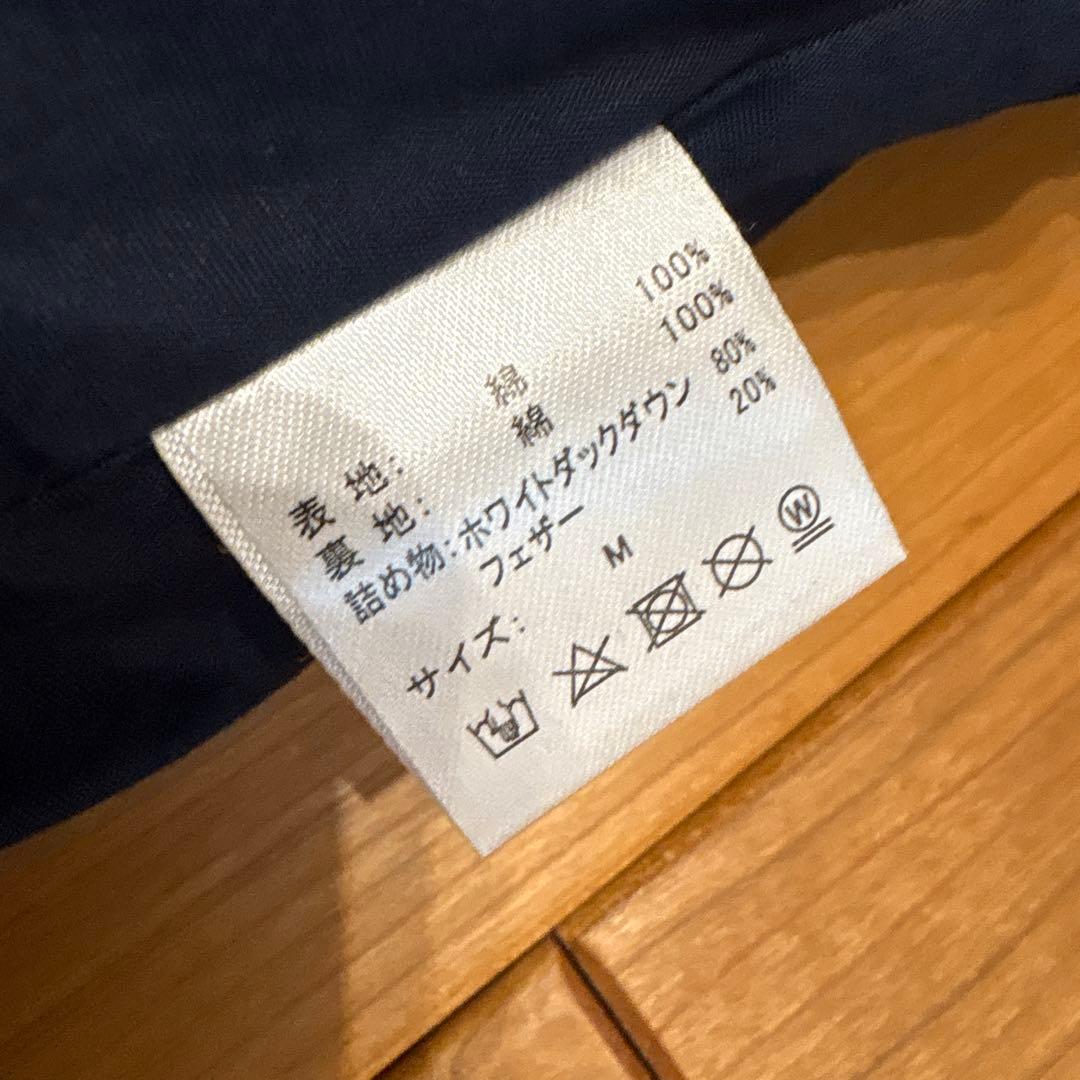 表 地: 綿 100%
裏 地: 綿 100%
詰め物: ホワイトダックダウン 80%
フェザー 20%
サイズ: M
W